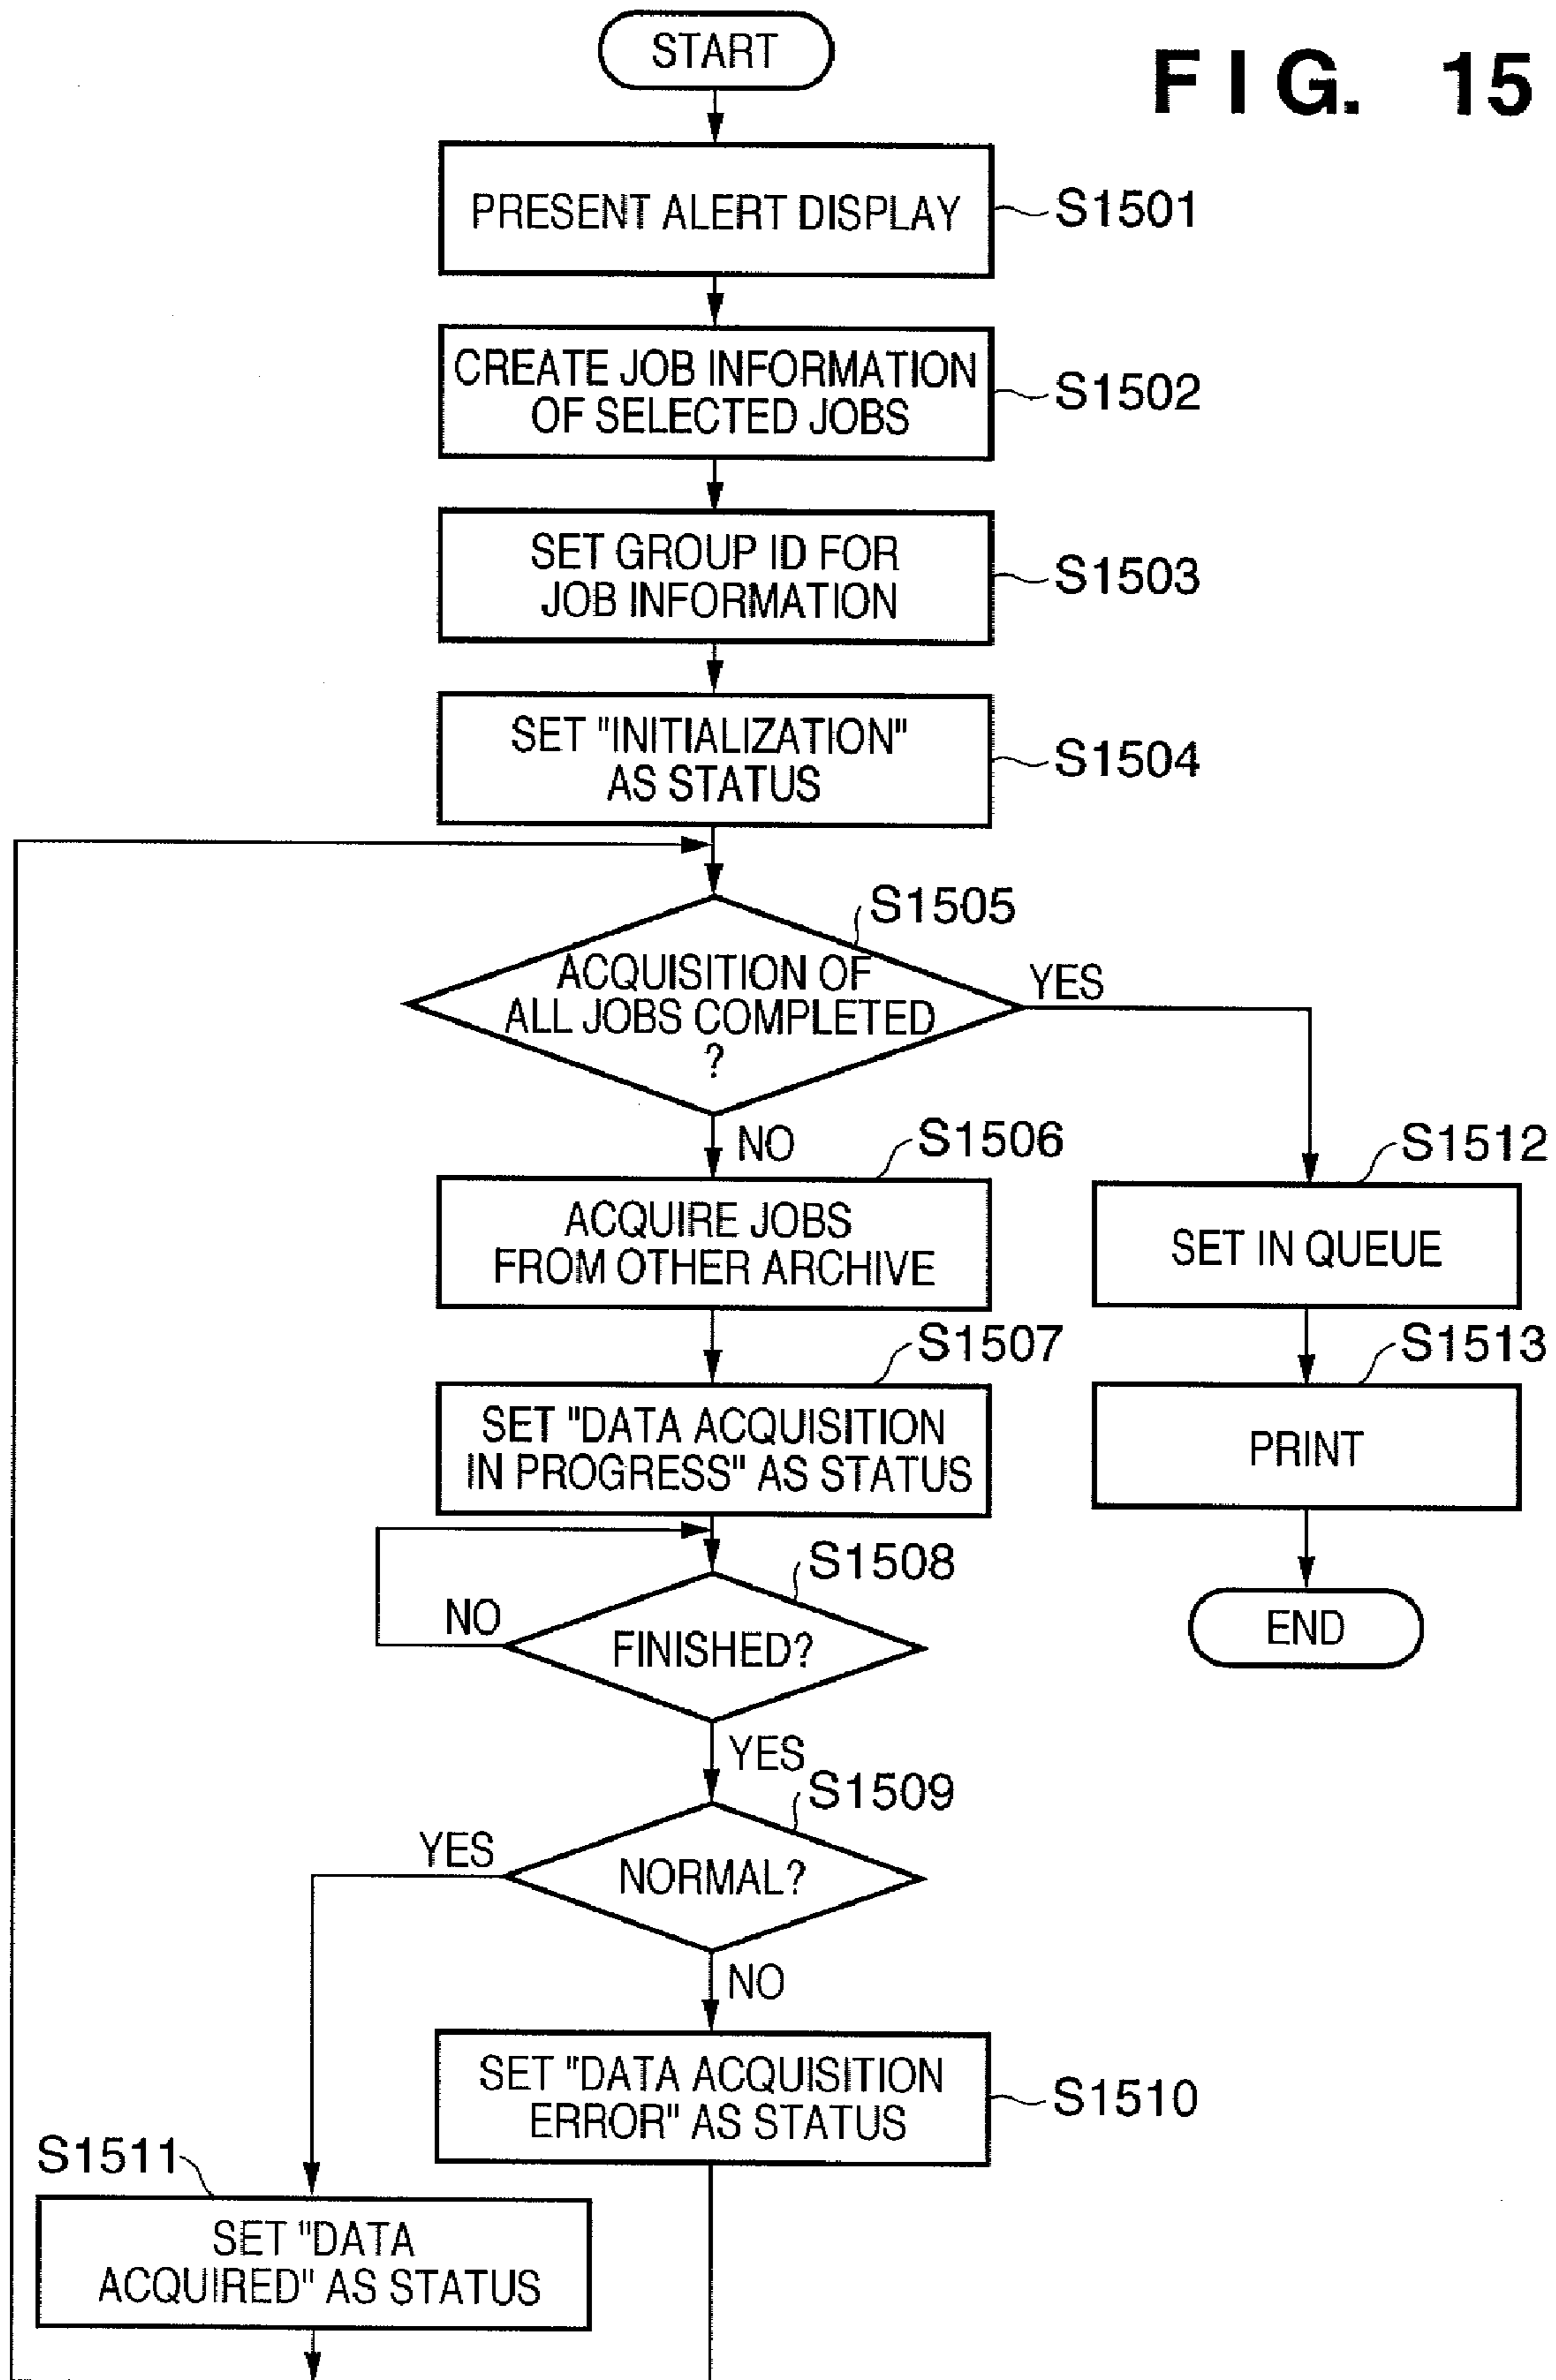 START
FIG. 15
PRESENT ALERT DISPLAY
S1501
CREATE JOB INFORMATION
OF SELECTED JOBS
S1502
SET GROUP ID FOR
JOB INFORMATION
S1503
SET "INITIALIZATION"
AS STATUS
S1504
S1505
ACQUISITION OF
ALL JOBS COMPLETED
?
YES
NO
S1506
ACQUIRE JOBS
FROM OTHER ARCHIVE
S1512
SET IN QUEUE
S1507
SET "DATA ACQUISITION
IN PROGRESS" AS STATUS
S1513
PRINT
S1508
NO
FINISHED?
END
YES
S1509
YES
NORMAL?
NO
SET "DATA ACQUISITION
ERROR" AS STATUS
S1510
S1511
SET "DATA
ACQUIRED" AS STATUS